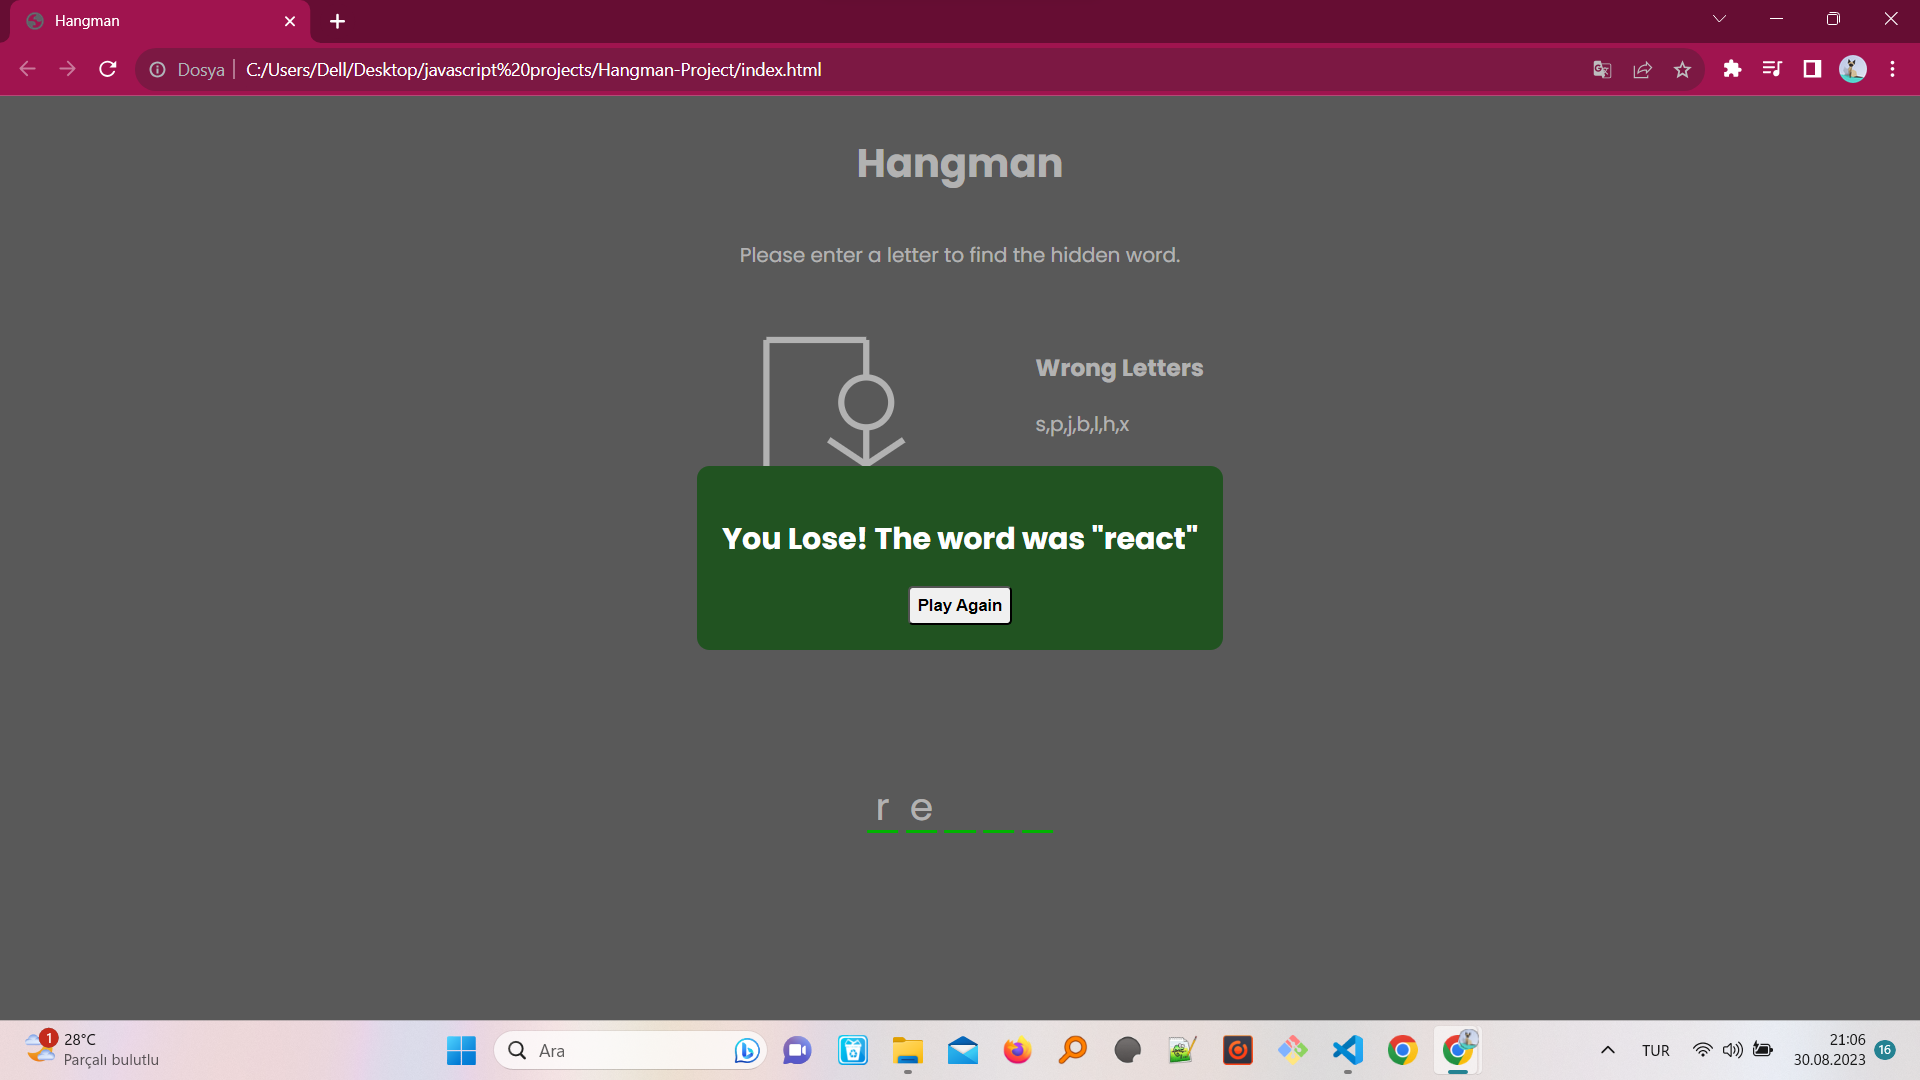 Hangman
Dosya
C:/Users/Dell/Desktop/javascript%20projects/Hangman-Project/index.html
Hangman
Please enter a letter to find the hidden word.
Wrong Letters
s,p,j,b,l,h,x
You Lose! The word was "react"
Play Again
r e
1
28°C
Parçalı bulutlu
Ara
TUR
21:06
30.08.2023
16